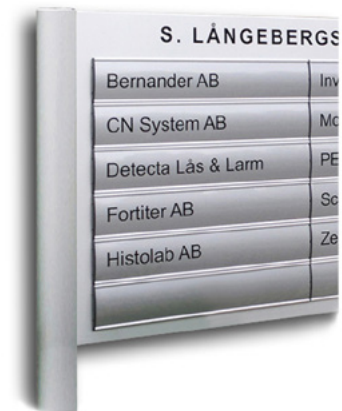 S. LÅNGEBERGS
Bernander AB
CN System AB
Detecta Lås & Larm
Fortiter AB
Histolab AB
Inv
Mo
PE
Sc
Ze